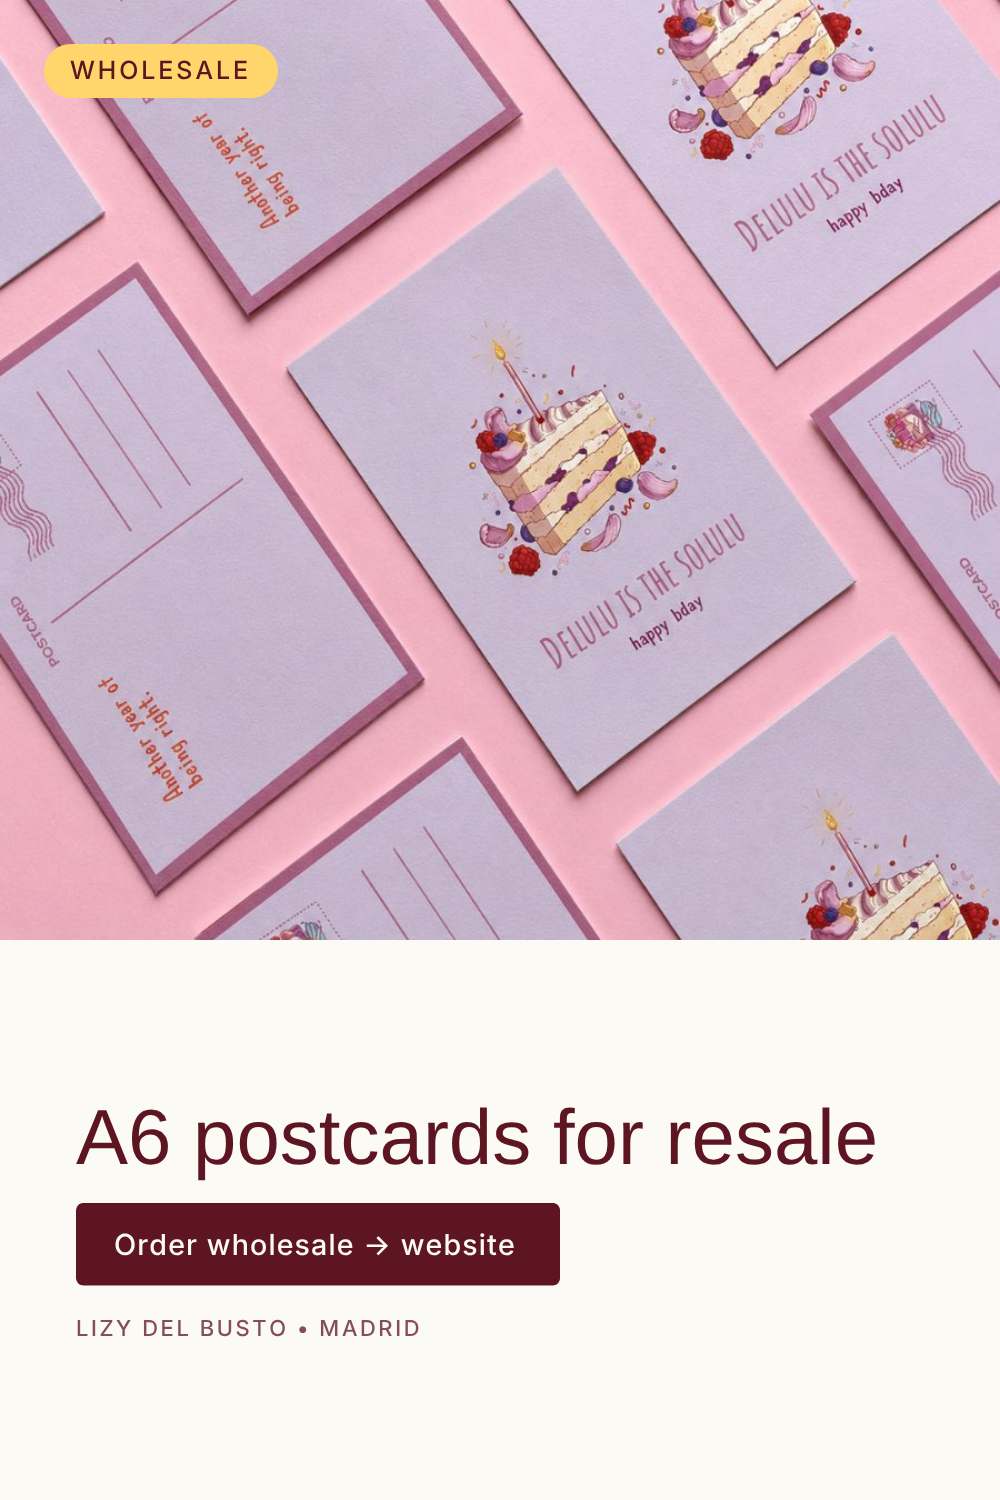 WHOLESALE
Another year of
being right.
DELULU IS THE SOLULU
happy bday
DELULU IS THE SOLULU
happy bday
POSTCARD
Another year of
being right.
POSTCARD
A6 postcards for resale
Order wholesale → website
LIZY DEL BUSTO • MADRID